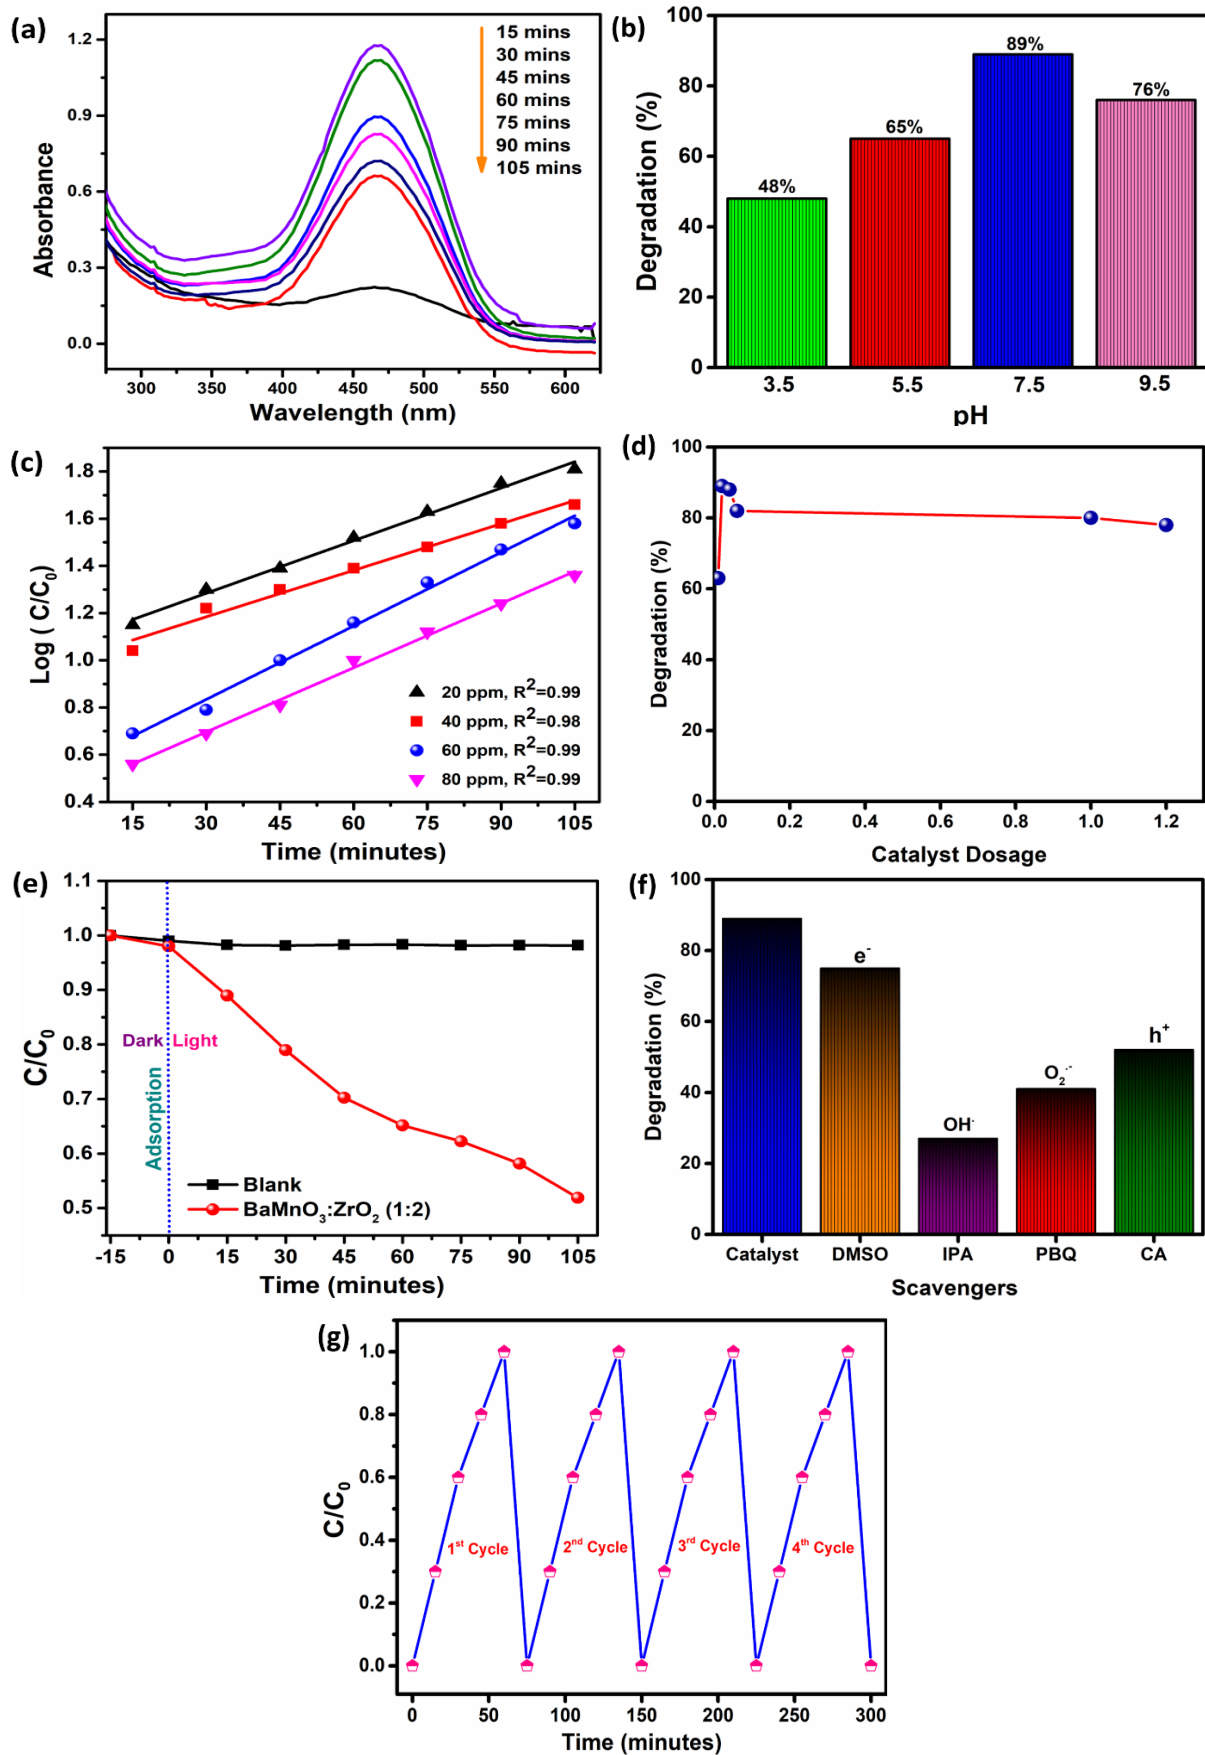 (a)
1.2
0.9
0.6
0.3
0.0
Absorbance
15 mins
30 mins
45 mins
60 mins
75 mins
90 mins
105 mins
300 350 400 450 500 550 600
Wavelength (nm)
(b)
100
80
60
40
20
0
Degradation (%)
48%
65%
89%
76%
3.5 5.5 7.5 9.5
pH
(c)
1.8
1.6
1.4
1.2
1.0
0.8
0.6
0.4
Log ( C/C₀)
20 ppm, R²=0.99
40 ppm, R²=0.98
60 ppm, R²=0.99
80 ppm, R²=0.99
15 30 45 60 75 90 105
Time (minutes)
(d)
100
80
60
40
20
0
Degradation (%)
0.0 0.2 0.4 0.6 0.8 1.0 1.2
Catalyst Dosage
(e)
1.1
1.0
0.9
0.8
0.7
0.6
0.5
C/C₀
Dark Light
Adsorption
Blank
BaMnO₃:ZrO₂ (1:2)
-15 0 15 30 45 60 75 90 105
Time (minutes)
(f)
100
80
60
40
20
0
Degradation (%)
e⁻
OH·
O₂·⁻
h⁺
Catalyst DMSO IPA PBQ CA
Scavengers
(g)
1.0
0.8
0.6
0.4
0.2
0.0
C/C₀
1st Cycle
2nd Cycle
3rd Cycle
4th Cycle
0 50 100 150 200 250 300
Time (minutes)